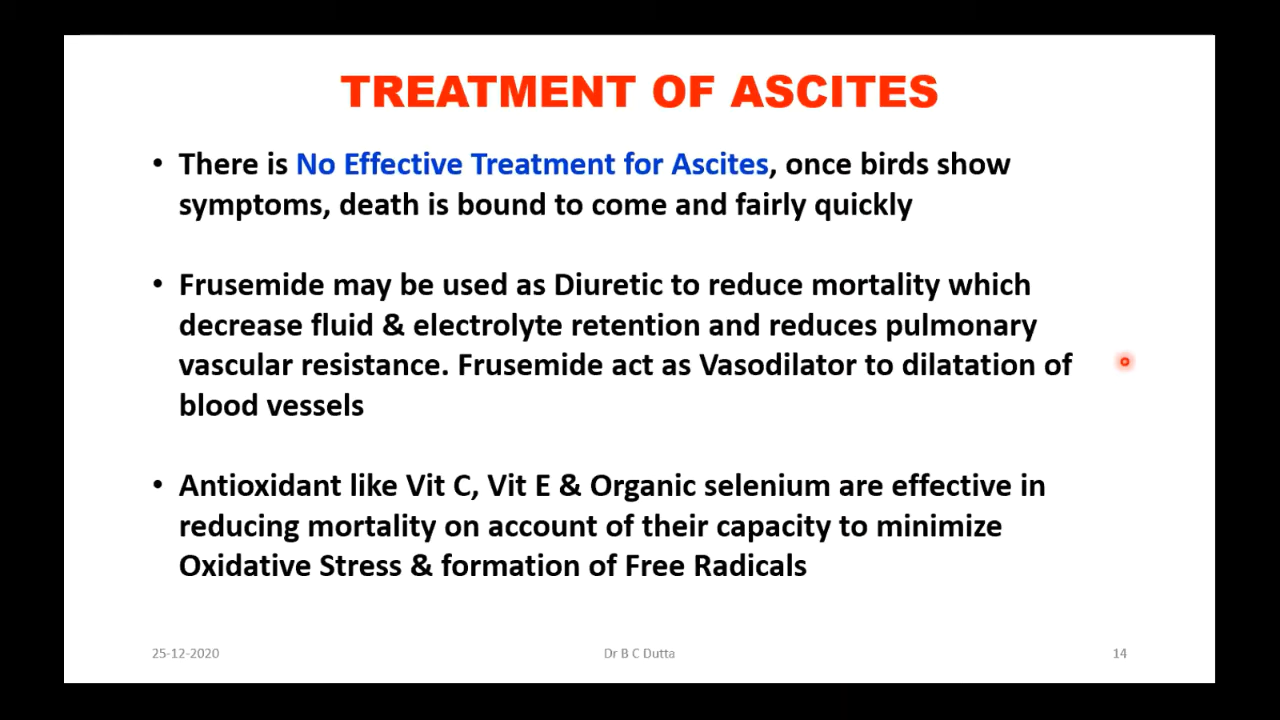 TREATMENT OF ASCITES
• There is No Effective Treatment for Ascites, once birds show
symptoms, death is bound to come and fairly quickly
• Frusemide may be used as Diuretic to reduce mortality which
decrease fluid & electrolyte retention and reduces pulmonary
vascular resistance. Frusemide act as Vasodilator to dilatation of
blood vessels
• Antioxidant like Vit C, Vit E & Organic selenium are effective in
reducing mortality on account of their capacity to minimize
Oxidative Stress & formation of Free Radicals
25-12-2020 Dr B C Dutta 14